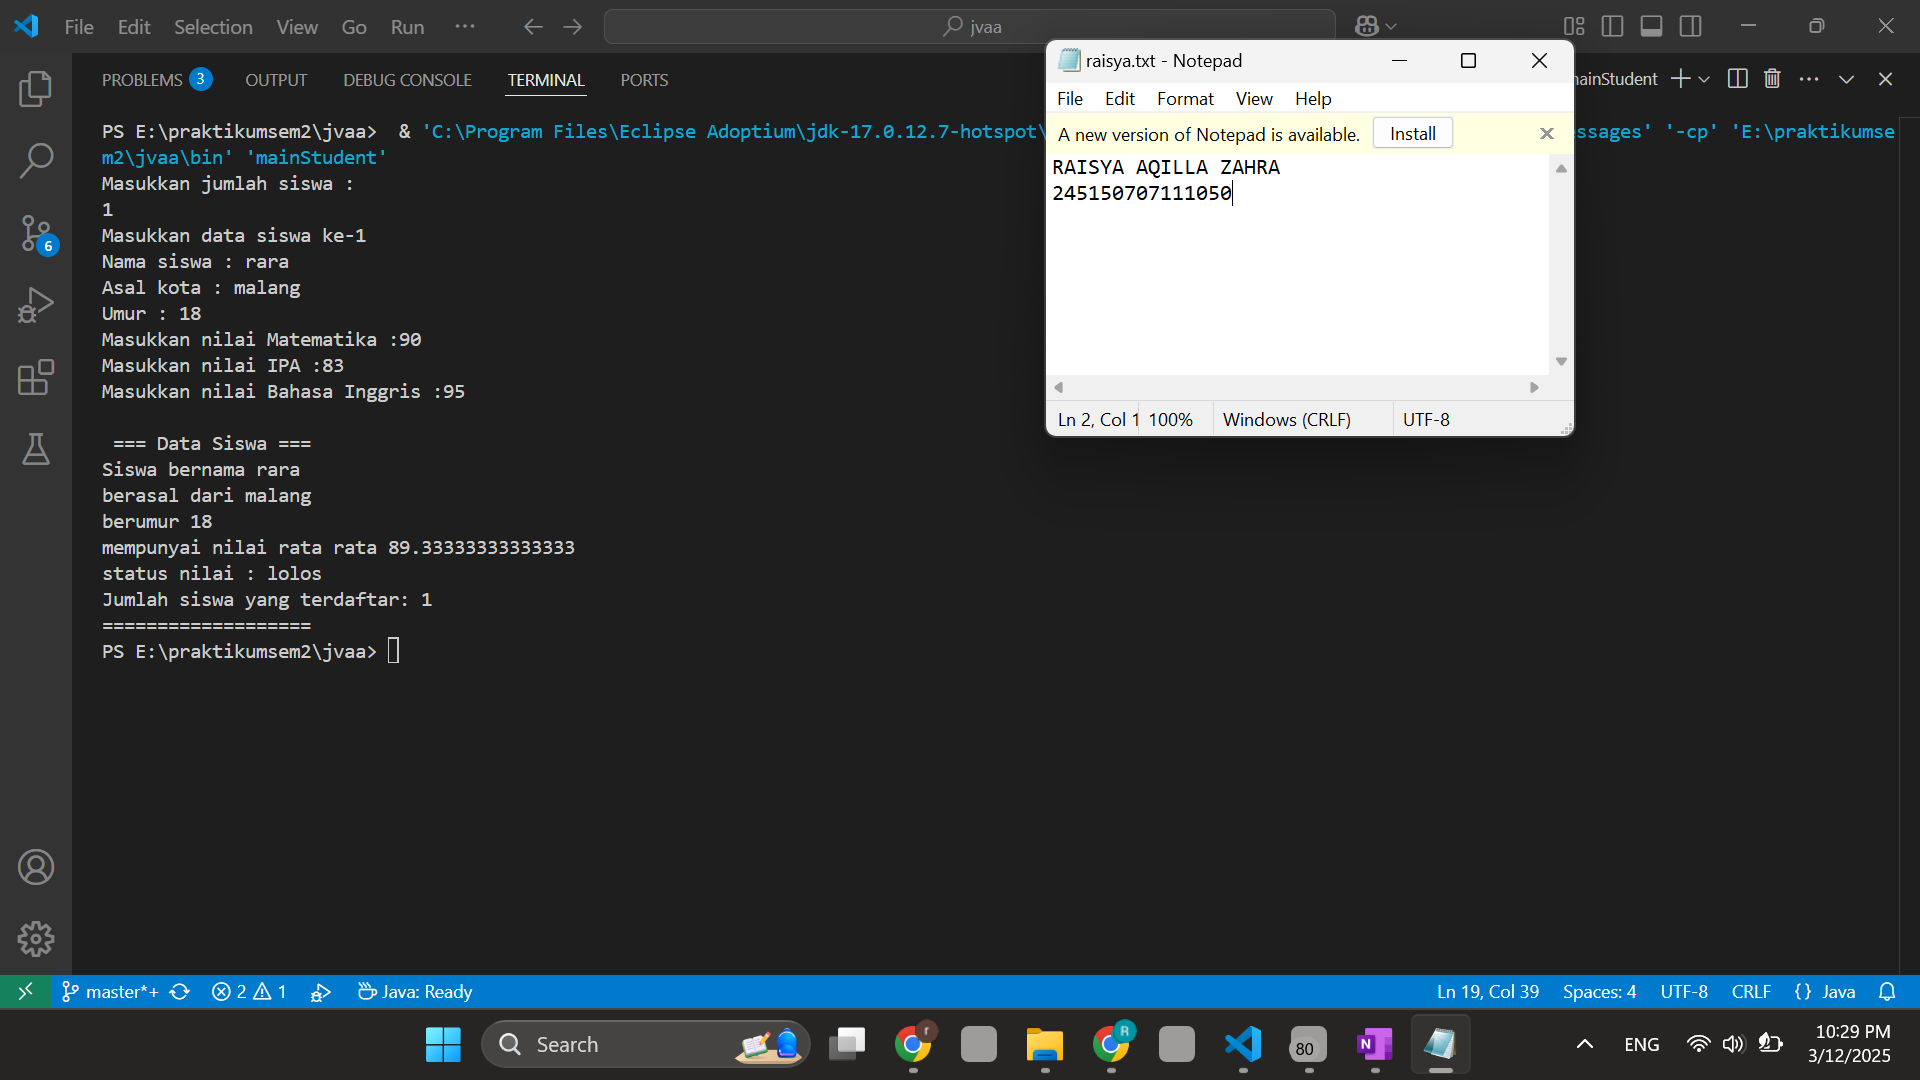 File Edit Selection View Go Run ···
jvaa
PROBLEMS 3 OUTPUT DEBUG CONSOLE TERMINAL PORTS
mainStudent
PS E:\praktikumsem2\jvaa>  & 'C:\Program Files\Eclipse Adoptium\jdk-17.0.12.7-hotspot\ ssages' '-cp' 'E:\praktikumse
m2\jvaa\bin' 'mainStudent'
Masukkan jumlah siswa :
1
Masukkan data siswa ke-1
Nama siswa : rara
Asal kota : malang
Umur : 18
Masukkan nilai Matematika :90
Masukkan nilai IPA :83
Masukkan nilai Bahasa Inggris :95
=== Data Siswa ===
Siswa bernama rara
berasal dari malang
berumur 18
mempunyai nilai rata rata 89.33333333333333
status nilai : lolos
Jumlah siswa yang terdaftar: 1
===================
PS E:\praktikumsem2\jvaa>
raisya.txt - Notepad
File Edit Format View Help
A new version of Notepad is available. Install
RAISYA AQILLA ZAHRA
245150707111050
Ln 2, Col 1 100% Windows (CRLF) UTF-8
6
master*+ 2 1 Java: Ready
Ln 19, Col 39 Spaces: 4 UTF-8 CRLF {} Java
Search
r
R
80
N
ENG
10:29 PM
3/12/2025